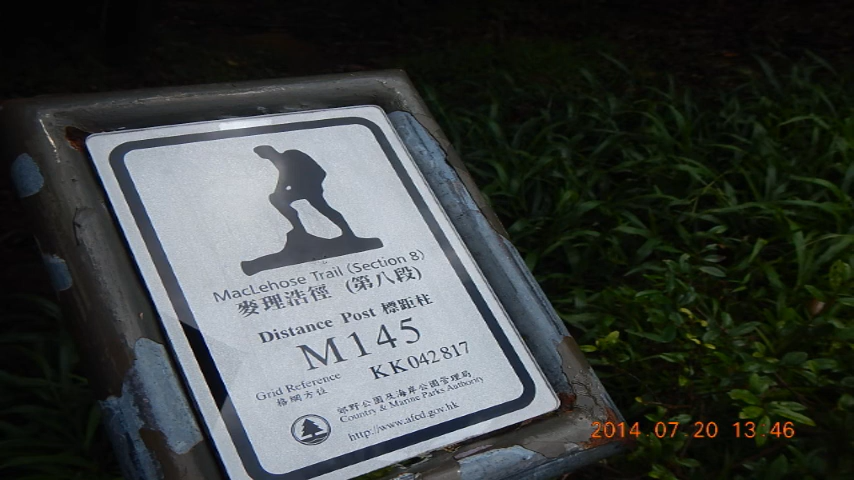 MacLehose Trail (Section 8)
麥理浩徑 (第八段)
Distance Post 標距柱
M145
Grid Reference KK042817
格網方位
郊野公園及海岸公園管理局
Country & Marine Parks Authority
http://www.afcd.gov.hk
2014 07 20 13:46